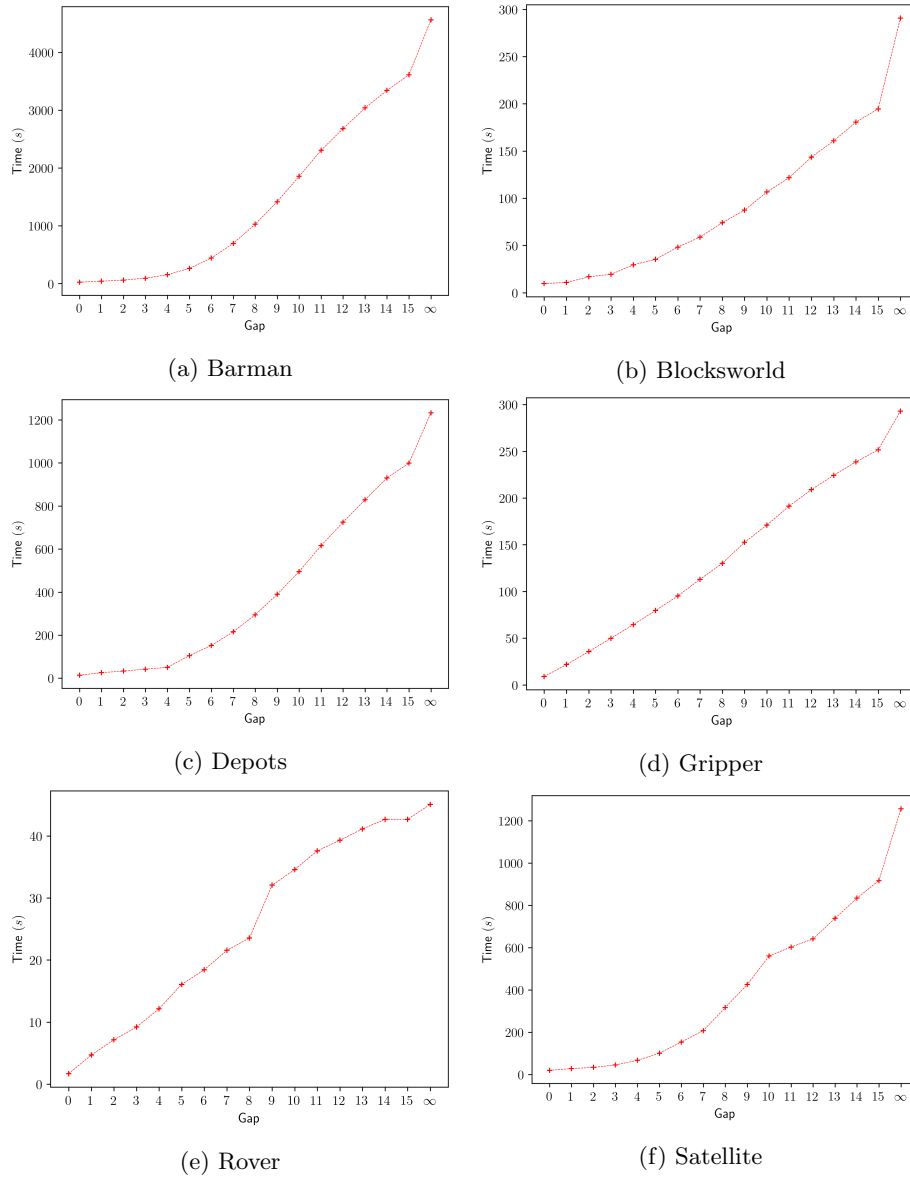 4000
3000
2000
1000
0
Time (s)
0 1 2 3 4 5 6 7 8 9 10 11 12 13 14 15 ∞
Gap
(a) Barman
300
250
200
150
100
50
0
Time (s)
0 1 2 3 4 5 6 7 8 9 10 11 12 13 14 15 ∞
Gap
(b) Blocksworld
1200
1000
800
600
400
200
0
Time (s)
0 1 2 3 4 5 6 7 8 9 10 11 12 13 14 15 ∞
Gap
(c) Depots
300
250
200
150
100
50
0
Time (s)
0 1 2 3 4 5 6 7 8 9 10 11 12 13 14 15 ∞
Gap
(d) Gripper
40
30
20
10
0
Time (s)
0 1 2 3 4 5 6 7 8 9 10 11 12 13 14 15 ∞
Gap
(e) Rover
1200
1000
800
600
400
200
0
Time (s)
0 1 2 3 4 5 6 7 8 9 10 11 12 13 14 15 ∞
Gap
(f) Satellite